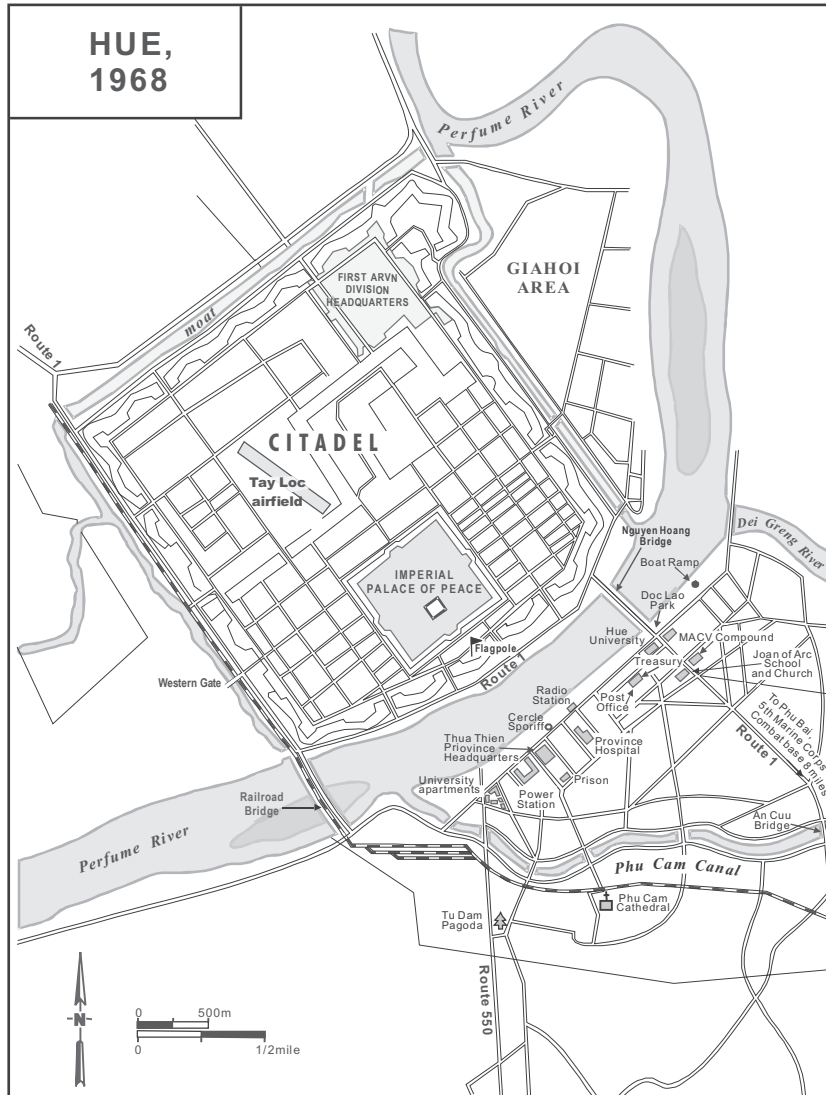 HUE,
1968
Perfume River
GIAHOI
AREA
FIRST ARVN
DIVISION
HEADQUARTERS
moat
Route 1
CITADEL
Tay Loc
airfield
Nguyen Hoang
Bridge
Dei Greng River
Boat Ramp
IMPERIAL
PALACE OF PEACE
Doc Lao
Park
Hue
University
MACV Compound
Flagpole
Route 1
Treasury
Joan of Arc
School
and Church
Western Gate
Radio
Station
Post
Office
To Phu Bai,
5th Marine Corps
Combat base 8 miles
Route 1
Cercle
Sporiff
Thua Thien
Priovince
Headquarters
Province
Hospital
University
apartments
Prison
Power
Station
Railroad
Bridge
An Cuu
Bridge
Perfume River
Phu Cam Canal
Phu Cam
Cathedral
Tu Dam
Pagoda
Route 550
N
0 500m
0 1/2mile